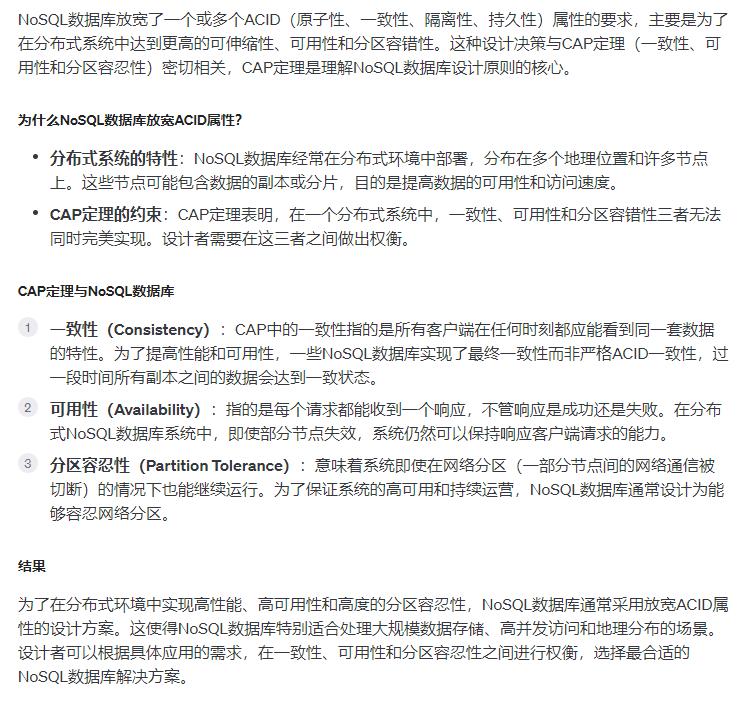 NoSQL数据库放宽了一个或多个ACID（原子性、一致性、隔离性、持久性）属性的要求，主要是为了
在分布式系统中达到更高的可伸缩性、可用性和分区容错性。这种设计决策与CAP定理（一致性、可
用性和分区容忍性）密切相关，CAP定理是理解NoSQL数据库设计原则的核心。
为什么NoSQL数据库放宽ACID属性？
• 分布式系统的特性：NoSQL数据库经常在分布式环境中部署，分布在多个地理位置和许多节点
上。这些节点可能包含数据的副本或分片，目的是提高数据的可用性和访问速度。
• CAP定理的约束：CAP定理表明，在一个分布式系统中，一致性、可用性和分区容错性三者无法
同时完美实现。设计者需要在这三者之间做出权衡。
CAP定理与NoSQL数据库
1 一致性（Consistency）：CAP中的一致性指的是所有客户端在任何时刻都应能看到同一套数据
的特性。为了提高性能和可用性，一些NoSQL数据库实现了最终一致性而非严格ACID一致性，过
一段时间所有副本之间的数据会达到一致状态。
2 可用性（Availability）：指的是每个请求都能收到一个响应，不管响应是成功还是失败。在分布
式NoSQL数据库系统中，即使部分节点失效，系统仍然可以保持响应客户端请求的能力。
3 分区容忍性（Partition Tolerance）：意味着系统即使在网络分区（一部分节点间的网络通信被
切断）的情况下也能继续运行。为了保证系统的高可用和持续运营，NoSQL数据库通常设计为能
够容忍网络分区。
结果
为了在分布式环境中实现高性能、高可用性和高度的分区容忍性，NoSQL数据库通常采用放宽ACID属
性的设计方案。这使得NoSQL数据库特别适合处理大规模数据存储、高并发访问和地理分布的场景。
设计者可以根据具体应用的需求，在一致性、可用性和分区容忍性之间进行权衡，选择最合适的
NoSQL数据库解决方案。